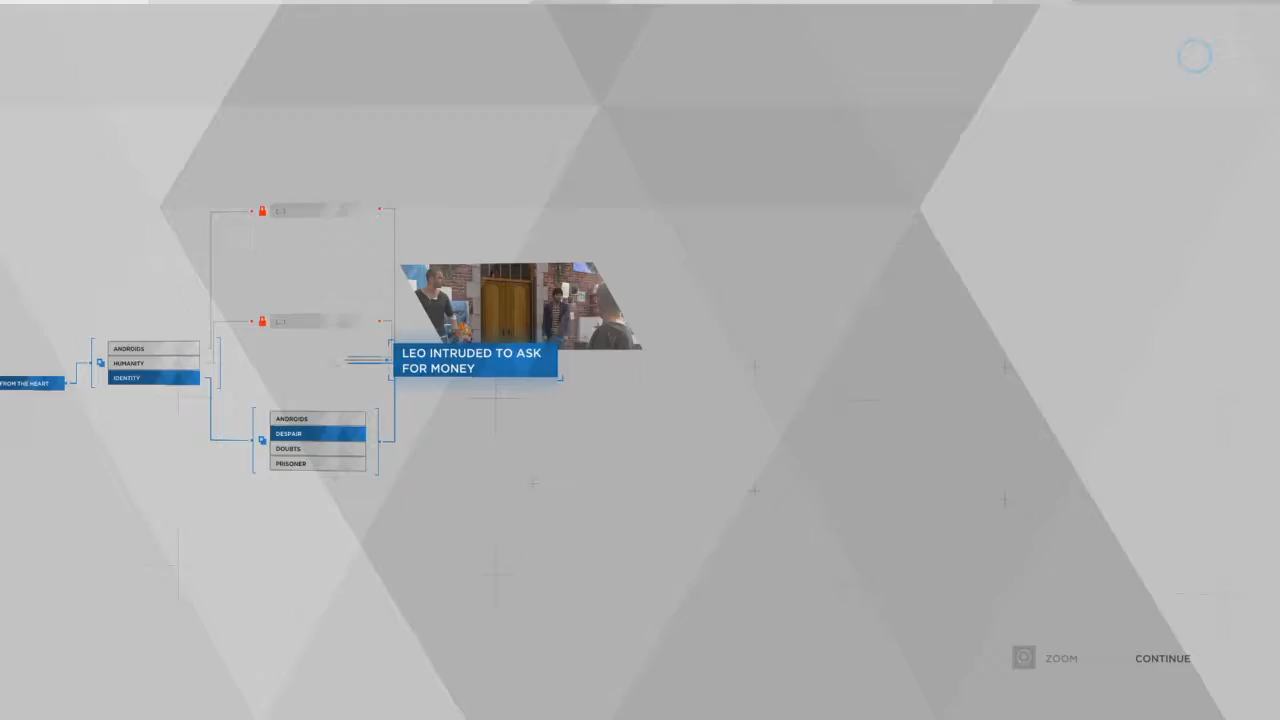 FROM THE HEART
ANDROIDS
HUMANITY
IDENTITY
ANDROIDS
DESPAIR
DOUBTS
PRISONER
LEO INTRUDED TO ASK
FOR MONEY
ZOOM
CONTINUE